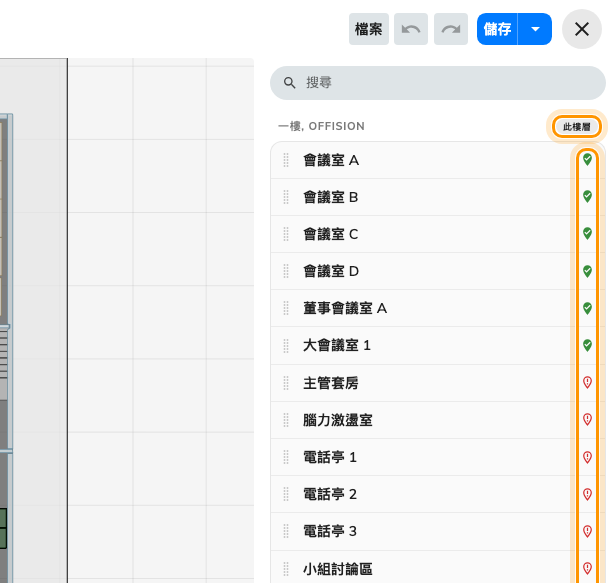 檔案
儲存
搜尋
一樓, OFFISION
此樓層
會議室 A
會議室 B
會議室 C
會議室 D
董事會議室 A
大會議室 1
主管套房
腦力激盪室
電話亭 1
電話亭 2
電話亭 3
小組討論區